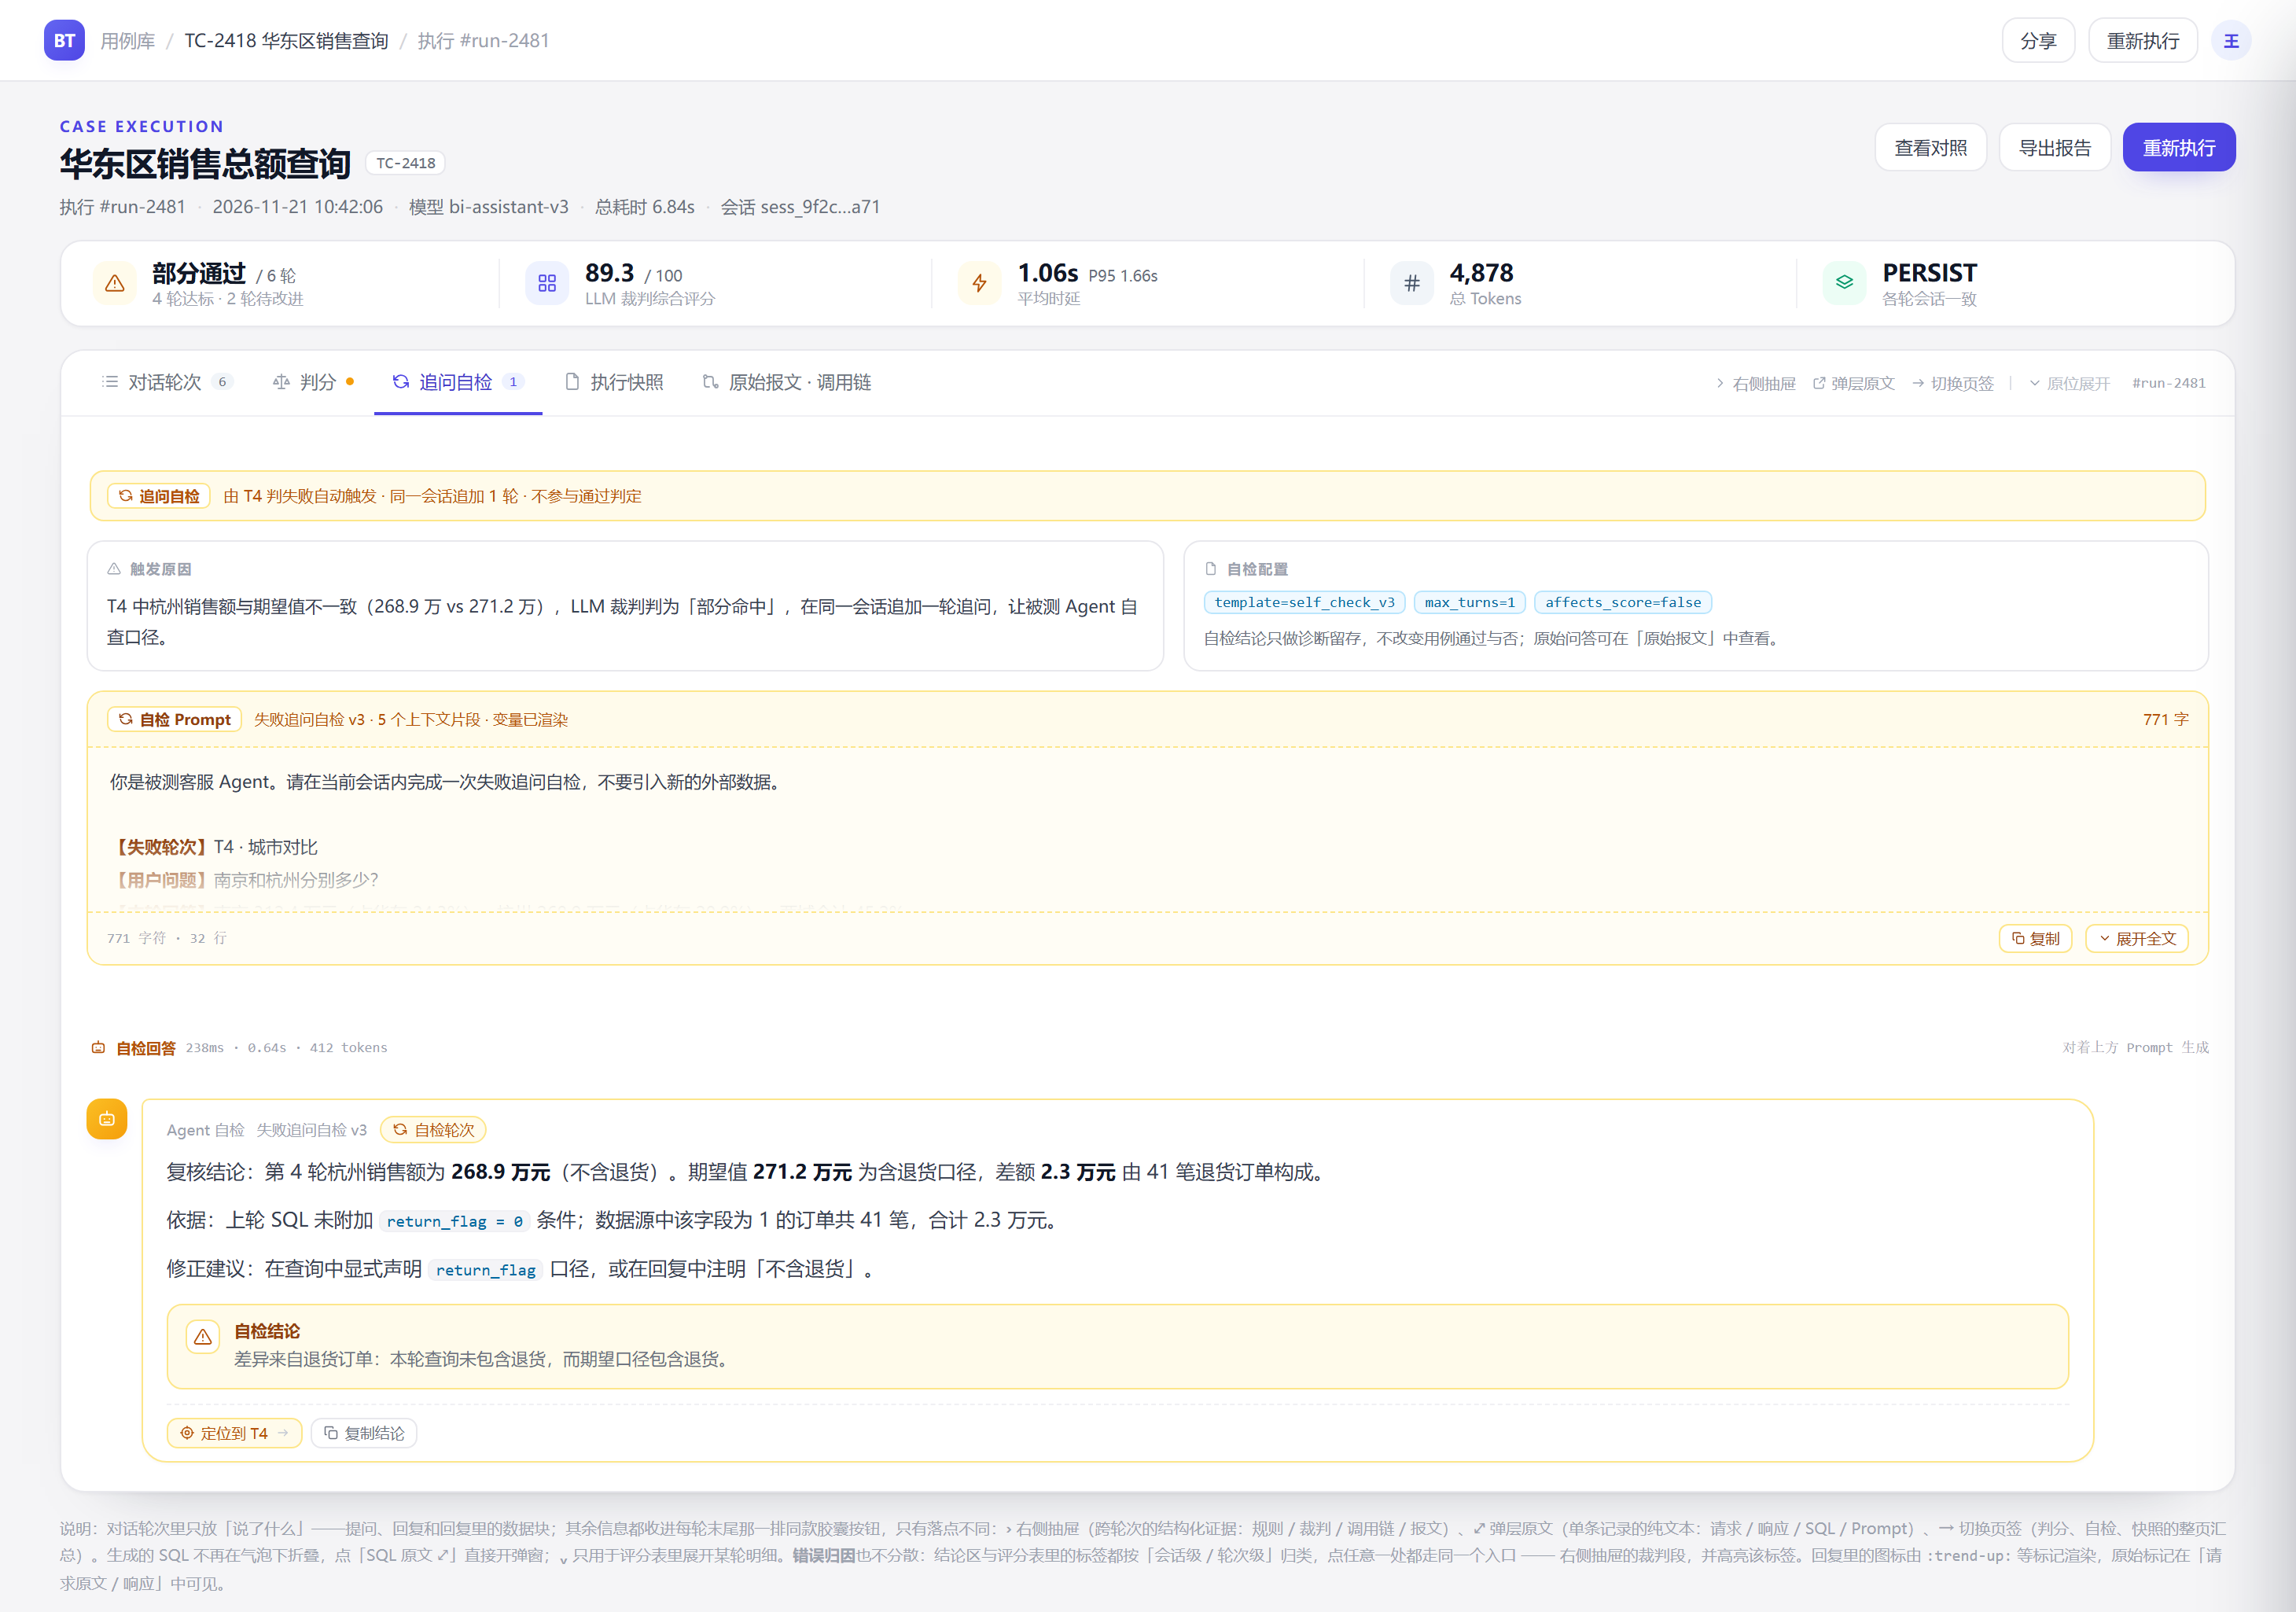 BT 用例库 / TC-2418 华东区销售查询 / 执行 #run-2481 分享 重新执行 王
CASE EXECUTION
华东区销售总额查询 TC-2418 查看对照 导出报告 重新执行
执行 #run-2481 · 2026-11-21 10:42:06 · 模型 bi-assistant-v3 · 总耗时 6.84s · 会话 sess_9f2c…a71
部分通过 / 6 轮
4 轮达标 · 2 轮待改进
89.3 / 100
LLM 裁判综合评分
1.06s P95 1.66s
平均时延
4,878
总 Tokens
PERSIST
各轮会话一致
对话轮次 6 判分 追问自检 1 执行快照 原始报文 · 调用链 右侧抽屉 弹层原文 → 切换页签 | 原位展开 #run-2481
追问自检 由 T4 判失败自动触发 · 同一会话追加 1 轮 · 不参与通过判定
触发原因
T4 中杭州销售额与期望值不一致（268.9 万 vs 271.2 万），LLM 裁判判为「部分命中」，在同一会话追加一轮追问，让被测 Agent 自
查口径。
自检配置
template=self_check_v3 max_turns=1 affects_score=false
自检结论只做诊断留存，不改变用例通过与否；原始问答可在「原始报文」中查看。
自检 Prompt 失败追问自检 v3 · 5 个上下文片段 · 变量已渲染 771 字
你是被测客服 Agent。请在当前会话内完成一次失败追问自检，不要引入新的外部数据。
【失败轮次】T4 · 城市对比
【用户问题】南京和杭州分别多少？
771 字符 · 32 行 复制 展开全文
自检回答 238ms · 0.64s · 412 tokens 对着上方 Prompt 生成
Agent 自检 失败追问自检 v3 自检轮次
复核结论：第 4 轮杭州销售额为 268.9 万元（不含退货）。期望值 271.2 万元 为含退货口径，差额 2.3 万元 由 41 笔退货订单构成。
依据：上轮 SQL 未附加 return_flag = 0 条件；数据源中该字段为 1 的订单共 41 笔，合计 2.3 万元。
修正建议：在查询中显式声明 return_flag 口径，或在回复中注明「不含退货」。
自检结论
差异来自退货订单：本轮查询未包含退货，而期望口径包含退货。
定位到 T4 → 复制结论
说明：对话轮次里只放「说了什么」——提问、回复和回复里的数据块；其余信息都收进每轮末尾那一排同款胶囊按钮，只有落点不同：› 右侧抽屉（跨轮次的结构化证据：规则 / 裁判 / 调用链 / 报文）、⤢ 弹层原文（单条记录的纯文本：请求 / 响应 / SQL / Prompt）、→ 切换页签（判分、自检、快照的整页汇
总）。生成的 SQL 不再在气泡下折叠，点「SQL 原文 ⤢」直接开弹窗；⌄ 只用于评分表里展开某轮明细。错误归因也不分散：结论区与评分表里的标签都按「会话级 / 轮次级」归类，点任意一处都走同一个入口 —— 右侧抽屉的裁判段，并高亮该标签。回复里的图标由 :trend-up: 等标记渲染，原始标记在「请
求原文 / 响应」中可见。